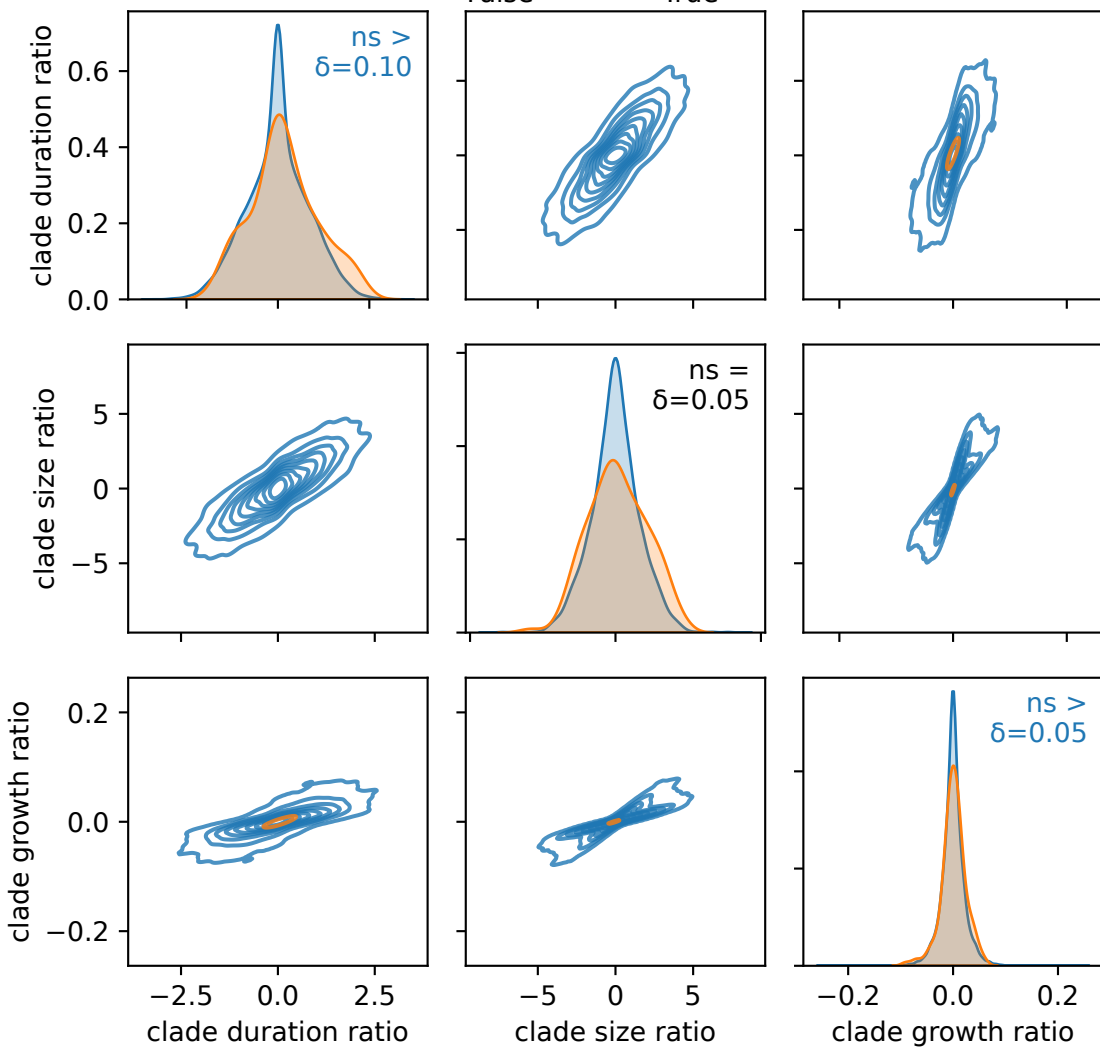 raise True
clade duration ratio
0.6
0.4
0.2
0.0
ns >
δ=0.10
clade size ratio
5
0
−5
ns =
δ=0.05
clade growth ratio
0.2
0.0
−0.2
ns >
δ=0.05
−2.5 0.0 2.5
−5 0 5
−0.2 0.0 0.2
clade duration ratio
clade size ratio
clade growth ratio